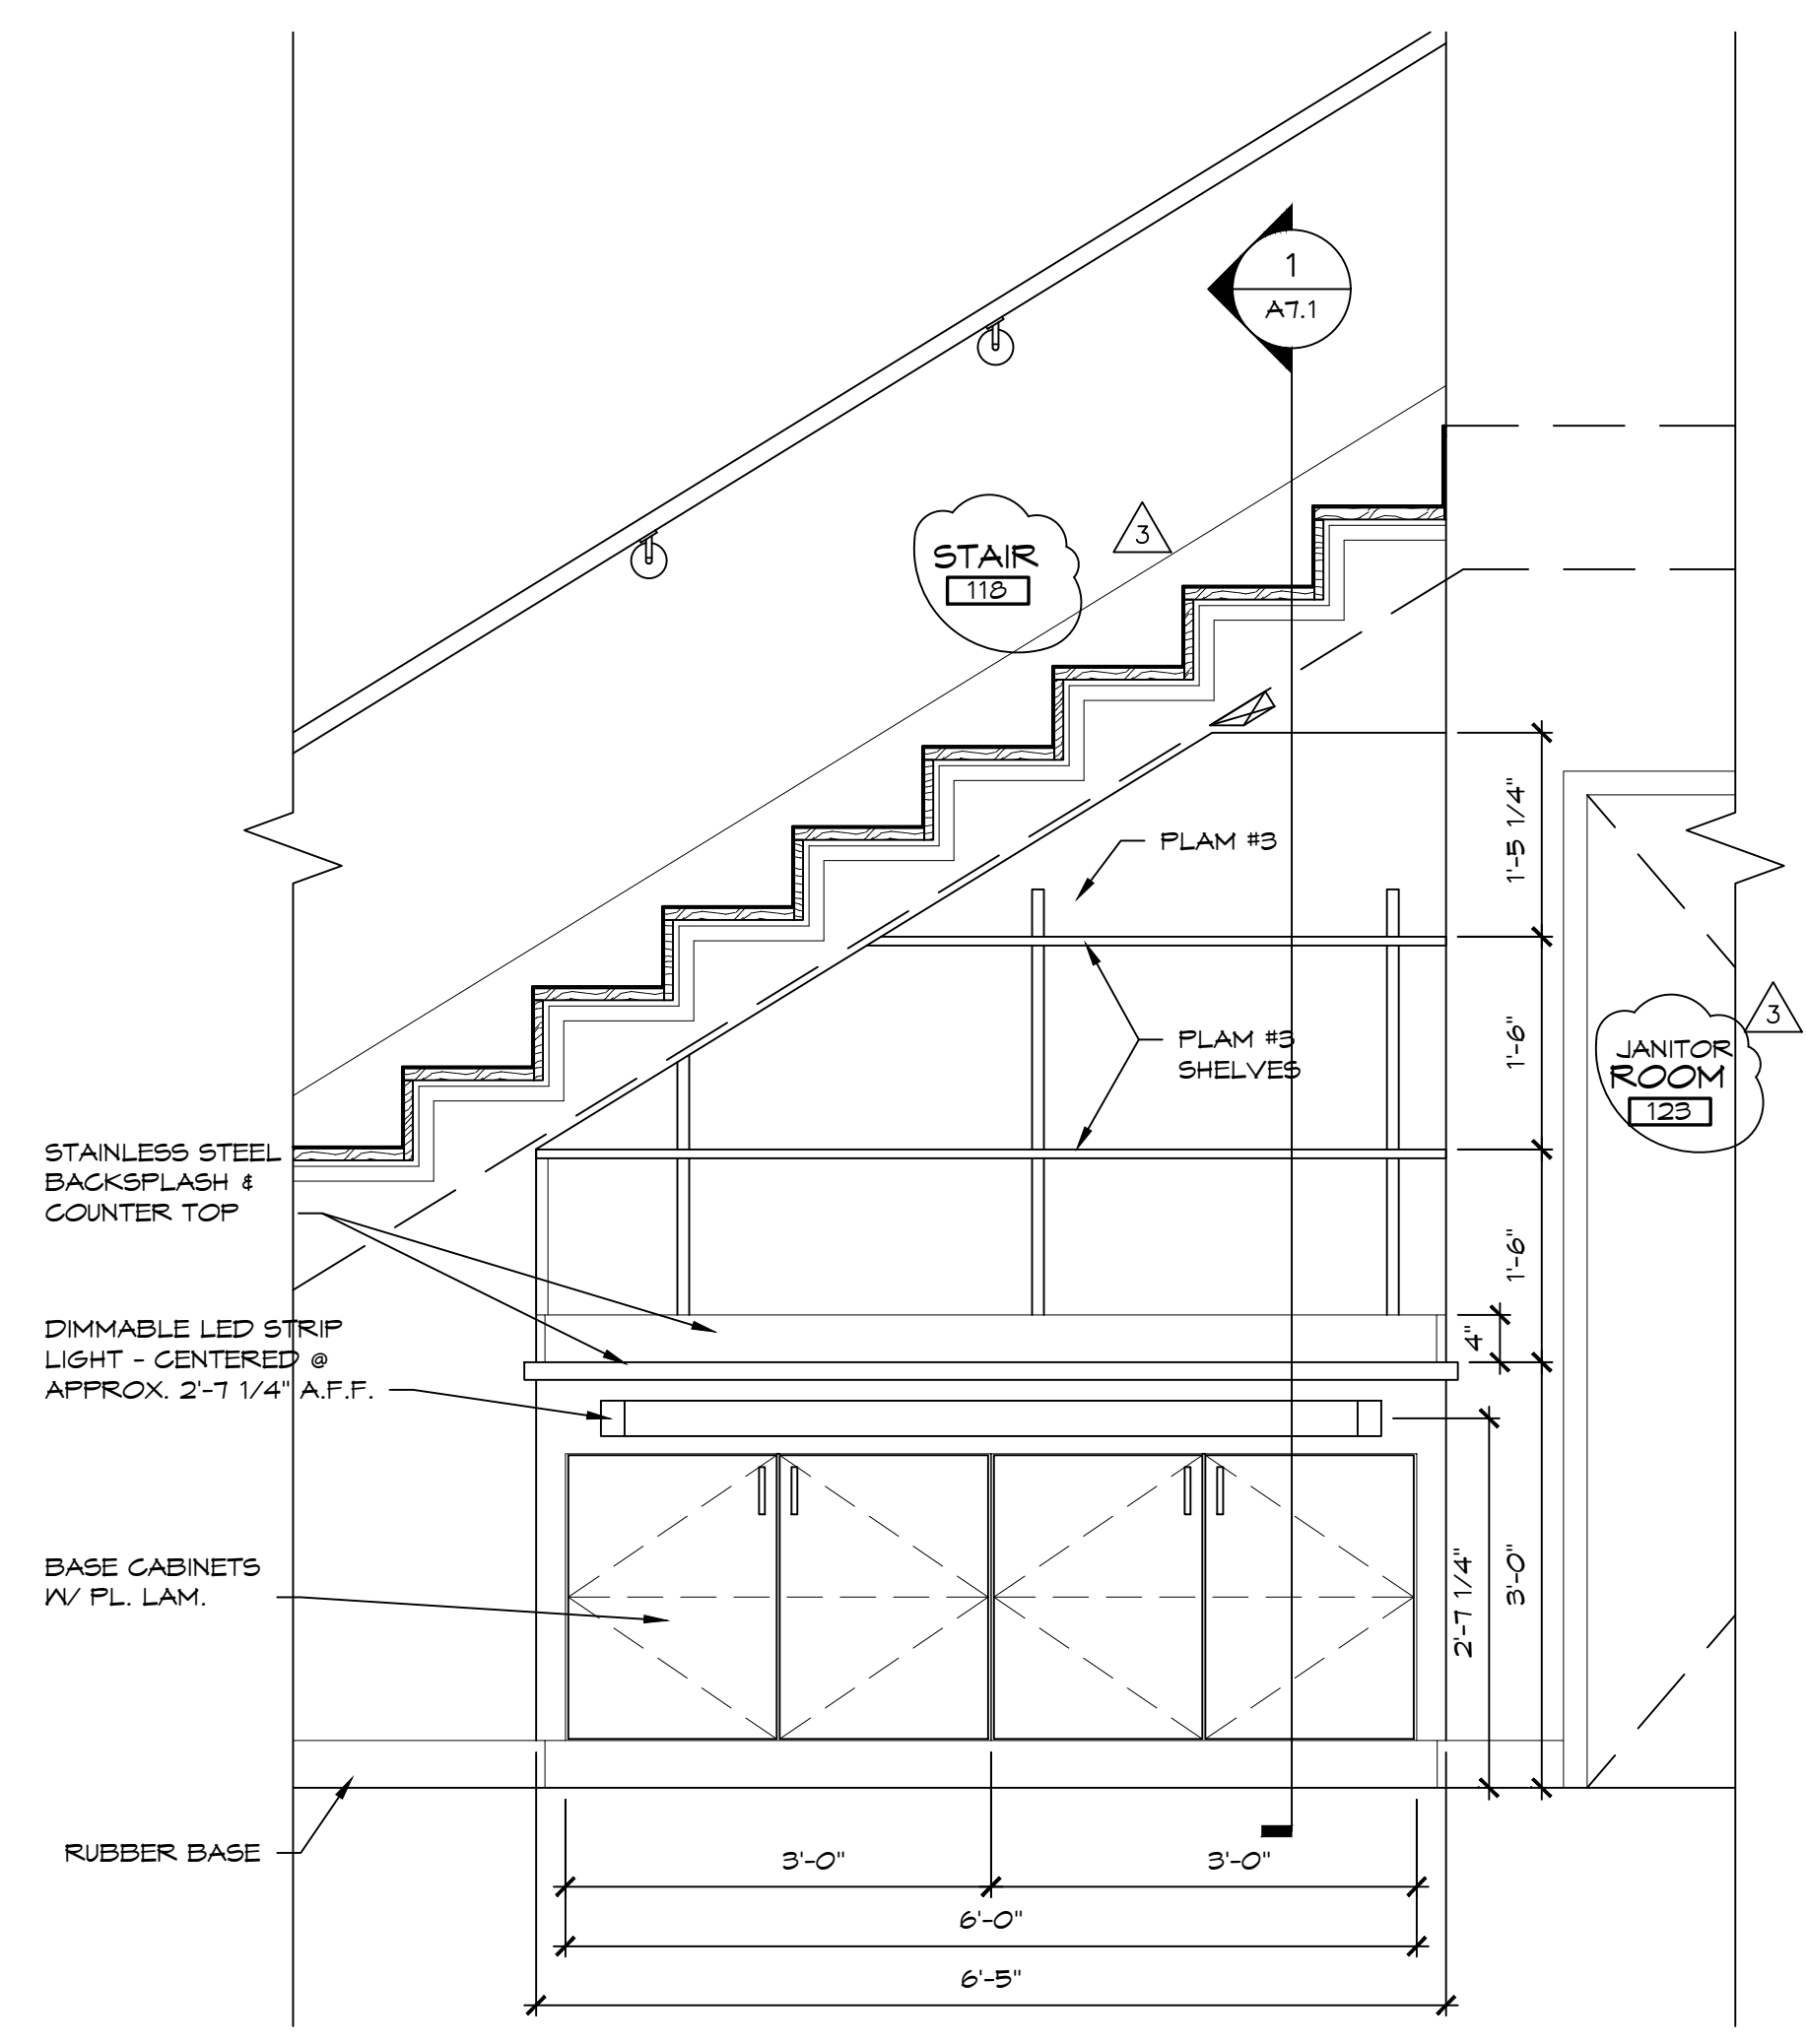 1
A7.1
STAIR
118
3
PLAM #3
1'-5 1/4"
PLAM #3
SHELVES
1'-6"
3
JANITOR
ROOM
123
STAINLESS STEEL
BACKSPLASH &
COUNTER TOP
1'-6"
4"
DIMMABLE LED STRIP
LIGHT - CENTERED @
APPROX. 2'-7 1/4" A.F.F.
BASE CABINETS
W/ PL. LAM.
2'-7 1/4"
3'-0"
RUBBER BASE
3'-0"
3'-0"
6'-0"
6'-5"